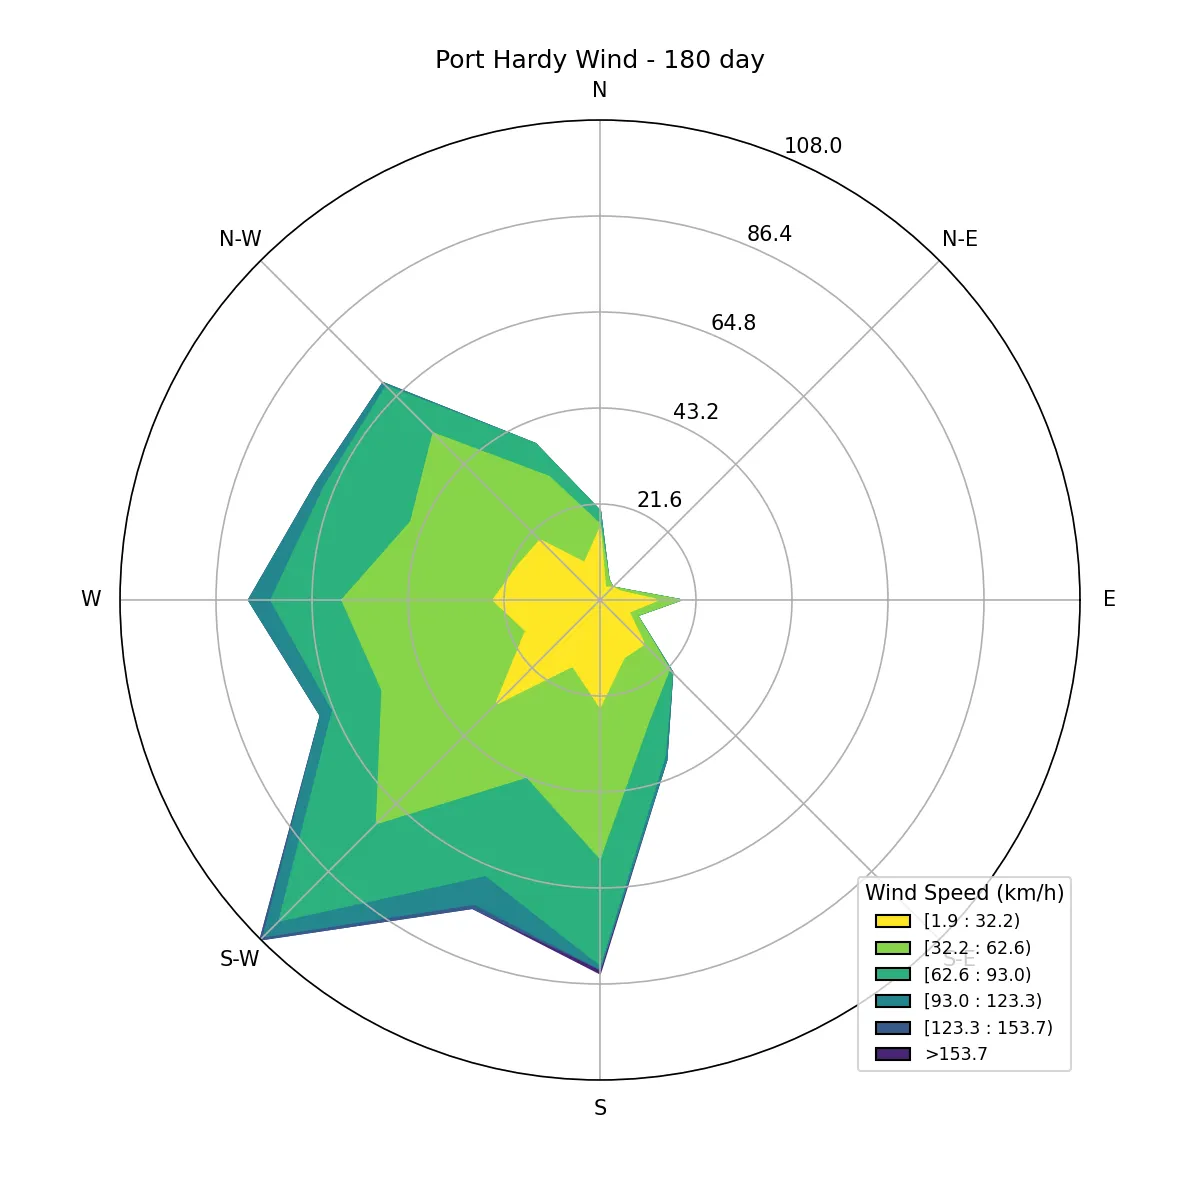 Port Hardy Wind - 180 day
N
108.0
N-W
N-E
86.4
64.8
43.2
21.6
W
E
Wind Speed (km/h)
[1.9 : 32.2)
[32.2 : 62.6)
S-W
S-E
[62.6 : 93.0)
[93.0 : 123.3)
[123.3 : 153.7)
>153.7
S